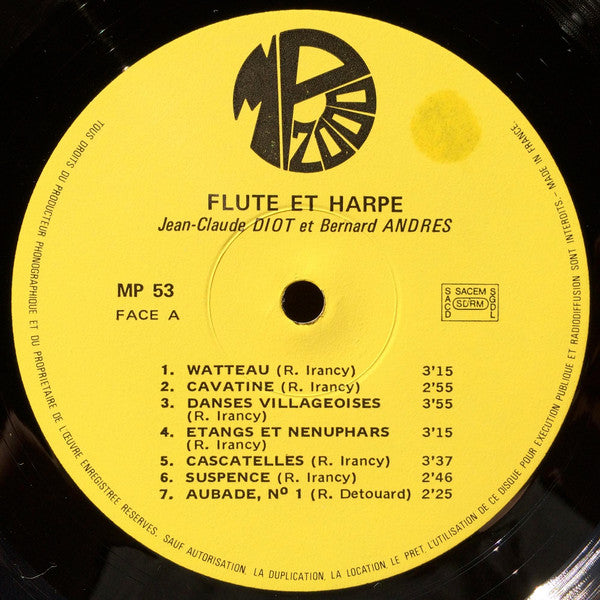 MP 2000
FLUTE ET HARPE
Jean-Claude DIOT et Bernard ANDRES
MP 53
FACE A
SACEM
SACD
SDRM
SGDL
1. WATTEAU (R. Irancy) 3'15
2. CAVATINE (R. Irancy) 2'55
3. DANSES VILLAGEOISES 3'55
(R. Irancy)
4. ETANGS ET NENUPHARS 3'15
(R. Irancy)
5. CASCATELLES (R. Irancy) 3'37
6. SUSPENCE (R. Irancy) 2'46
7. AUBADE, Nº 1 (R. Detouard) 2'25
TOUS DROITS DU PRODUCTEUR PHONOGRAPHIQUE ET DU PROPRIETAIRE DE L'ŒUVRE ENREGISTREE RESERVES. SAUF AUTORISATION. LA DUPLICATION, LA LOCATION, LE PRET, L'UTILISATION DE CE DISQUE POUR EXECUTION PUBLIQUE ET RADIODIFFUSION SONT INTERDITS - MADE IN FRANCE.